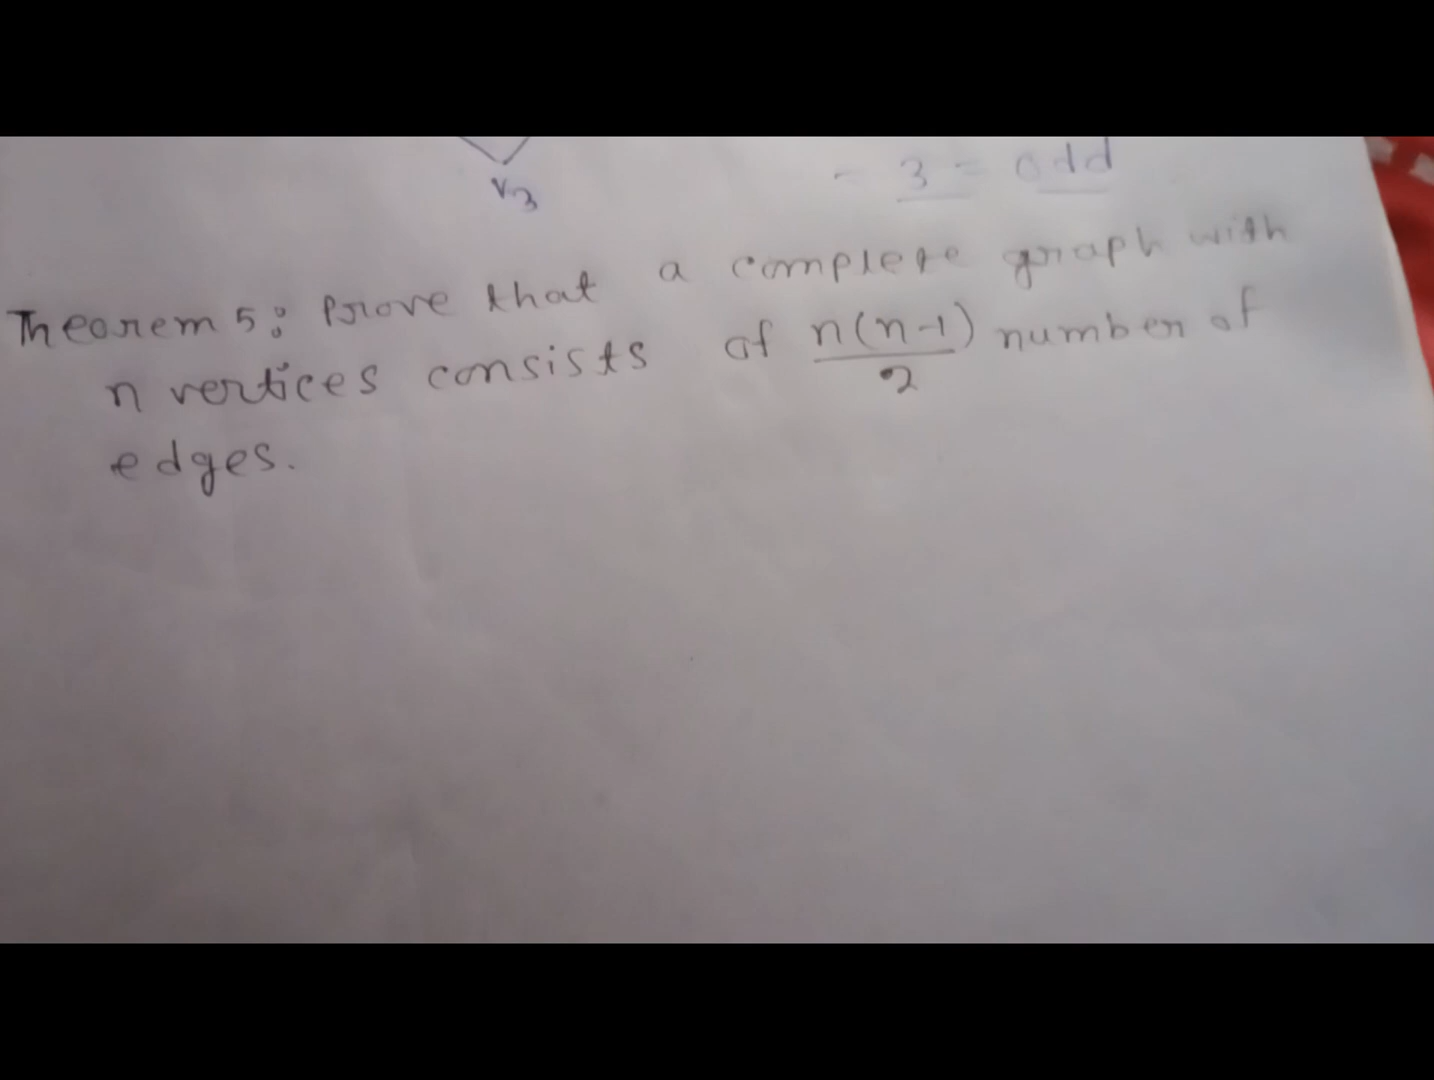 v3
- 3 = odd
Theorem 5: Prove that a complete graph with
n vertices consists of n(n-1)/2 number of
edges.